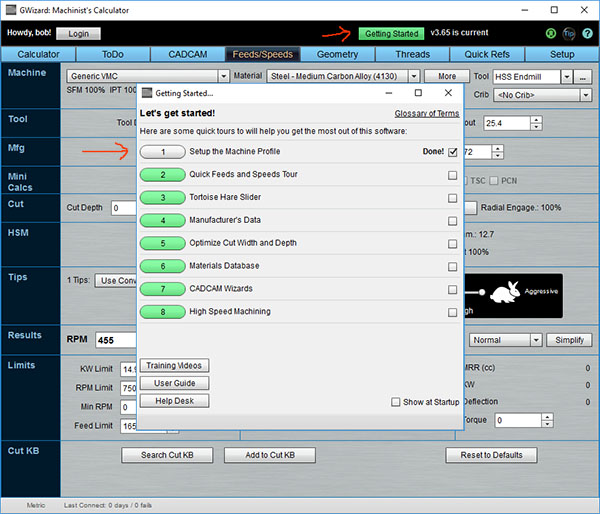 GWizard: Machinist's Calculator
Howdy, bob! Login Getting Started v3.65 is current Tip ?
Calculator ToDo CADCAM Feeds/Speeds Geometry Threads Quick Refs Setup
Machine Generic VMC Material Steel - Medium Carbon Alloy (4130) More Tool HSS Endmill ...
SFM 100% IPT 100 Crib <No Crib>
Getting Started...
Let's get started! Glossary of Terms
Here are some quick tours to will help you get the most out of this software:
1 Setup the Machine Profile Done!
2 Quick Feeds and Speeds Tour
3 Tortoise Hare Slider
4 Manufacturer's Data
5 Optimize Cut Width and Depth
6 Materials Database
7 CADCAM Wizards
8 High Speed Machining
Training Videos
User Guide
Help Desk
Show at Startup
Tool Tool D out 25.4
Mfg 72
Mini Calcs TSC PCN
Cut Cut Depth 0 Radial Engage.: 100%
HSM m.: 12.7
t 100%
Tips 1 Tips: Use Conv Aggressive
gh
Results RPM 455 Normal Simplify
Limits KW Limit 14.9 MRR (cc) 0
RPM Limit 750 KW 0
Min RPM 0 Deflection 0
Feed Limit 165 Torque 0
Cut KB Search Cut KB Add to Cut KB Reset to Defaults
Metric Last Connect: 0 days / 0 fails